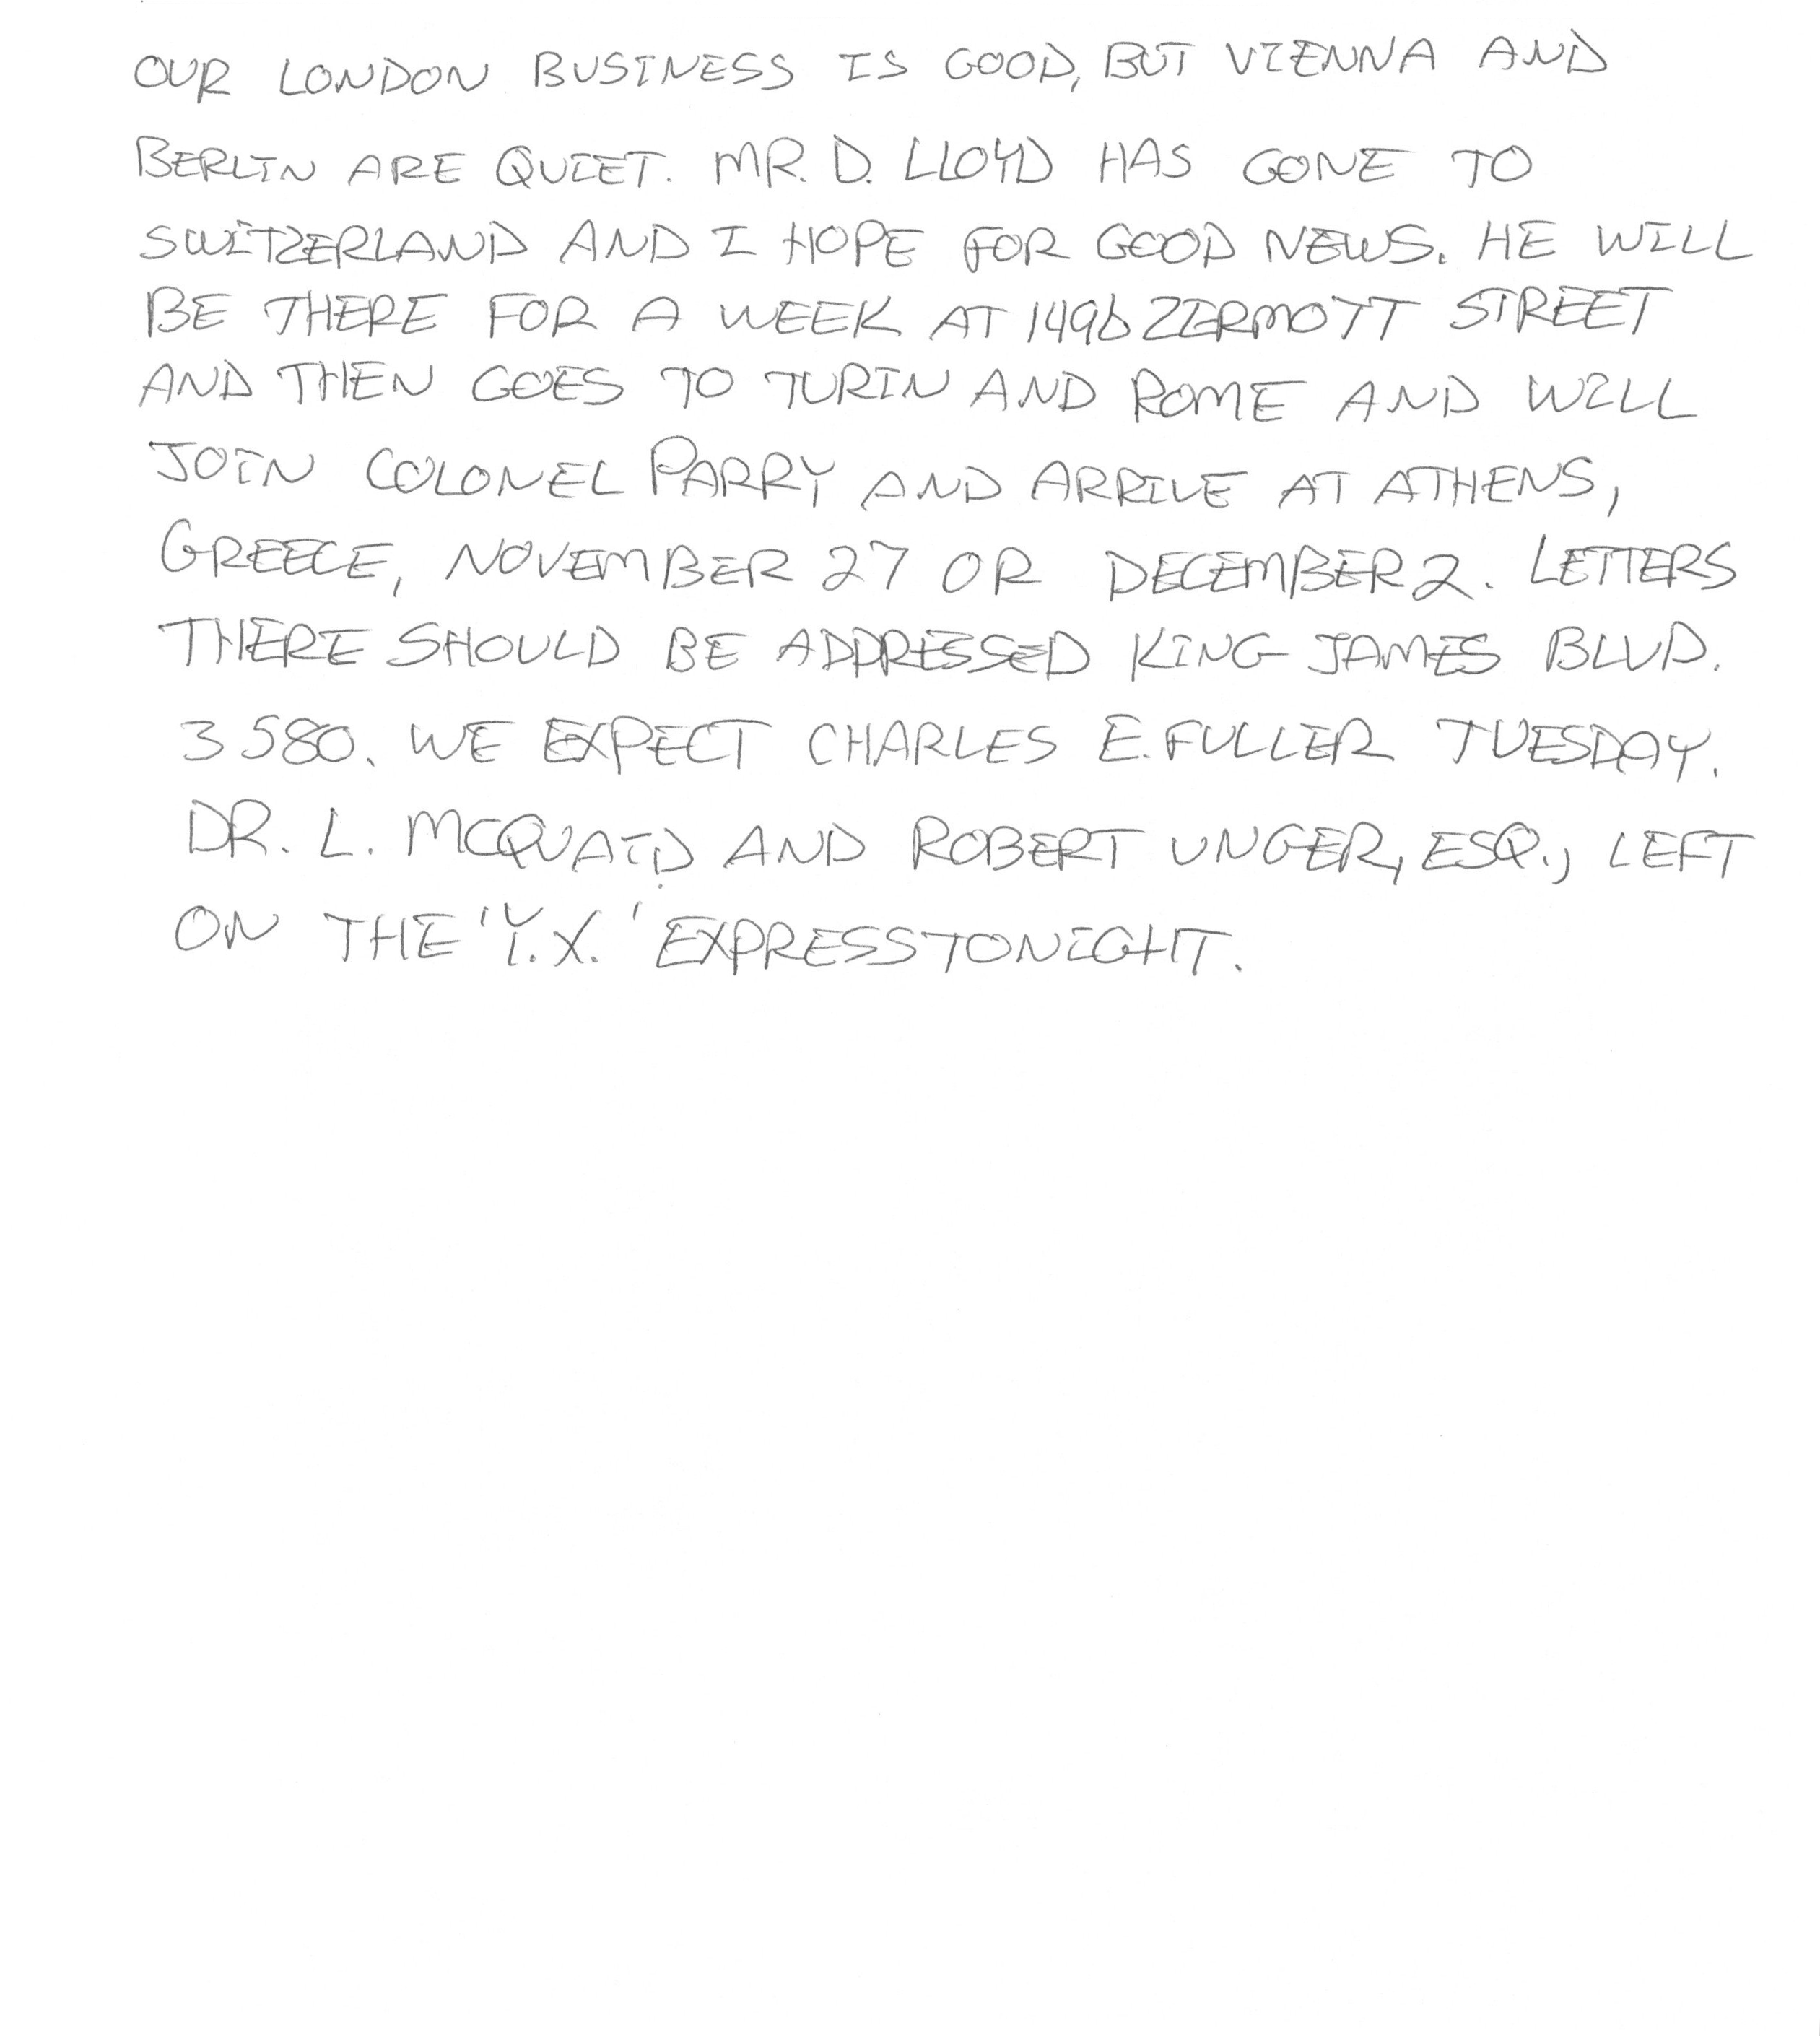 OUR LONDON BUSINESS IS GOOD, BUT VIENNA AND
BERLIN ARE QUIET. MR. D. LLOYD HAS GONE TO
SWITZERLAND AND I HOPE FOR GOOD NEWS. HE WILL
BE THERE FOR A WEEK AT 1496 ZERMOTT STREET
AND THEN GOES TO TURIN AND ROME AND WILL
JOIN COLONEL PARRY AND ARRIVE AT ATHENS,
GREECE, NOVEMBER 27 OR DECEMBER 2. LETTERS
THERE SHOULD BE ADDRESSED KING JAMES BLVD.
3580. WE EXPECT CHARLES E. FULLER TUESDAY.
DR. L. MCQUAID AND ROBERT UNGER, ESQ., LEFT
ON THE 'Y.X.' EXPRESS TONIGHT.